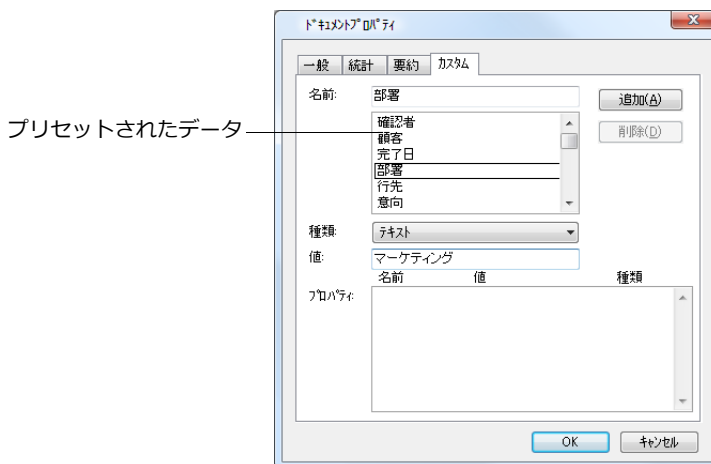 ドキュメントプロパティ
一般 統計 要約 カスタム
名前: 部署 追加(A)
プリセットされたデータ
確認者 削除(D)
顧客
完了日
部署
行先
意向
種類: テキスト
値: マーケティング
名前 値 種類
プロパティ:
OK キャンセル